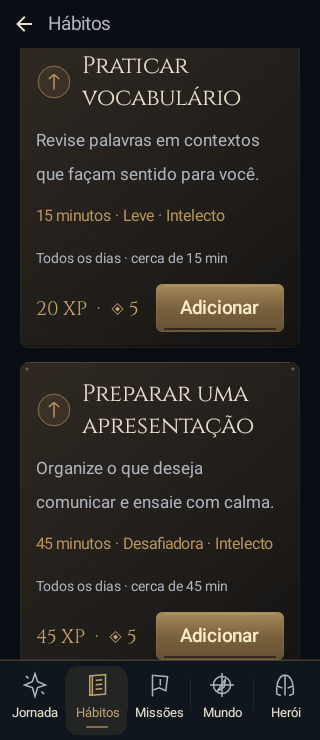 Hábitos
Praticar
vocabulário
Revise palavras em contextos
que façam sentido para você.
15 minutos · Leve · Intelecto
Todos os dias · cerca de 15 min
20 XP · ◈ 5
Adicionar
Preparar uma
apresentação
Organize o que deseja
comunicar e ensaie com calma.
45 minutos · Desafiadora · Intelecto
Todos os dias · cerca de 45 min
45 XP · ◈ 5
Adicionar
Jornada
Hábitos
Missões
Mundo
Herói